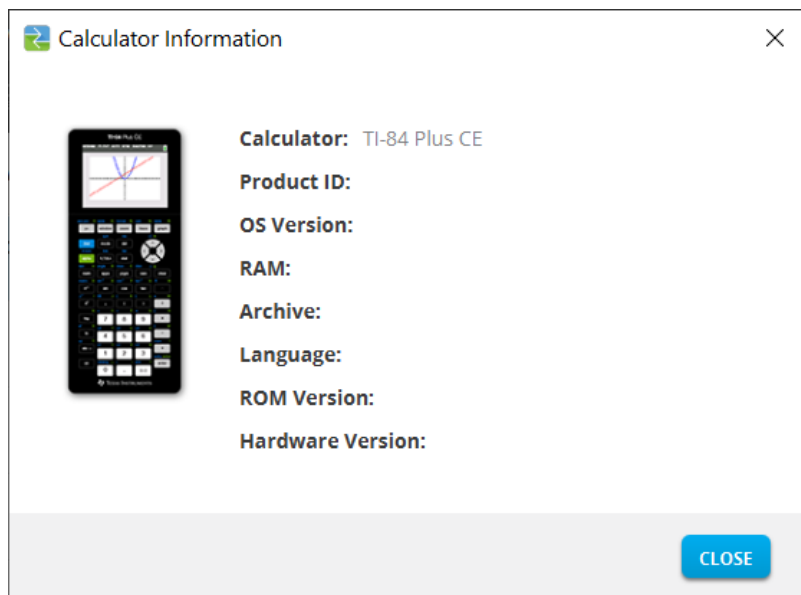 Calculator Information
Calculator: TI-84 Plus CE
Product ID:
OS Version:
RAM:
Archive:
Language:
ROM Version:
Hardware Version:
CLOSE